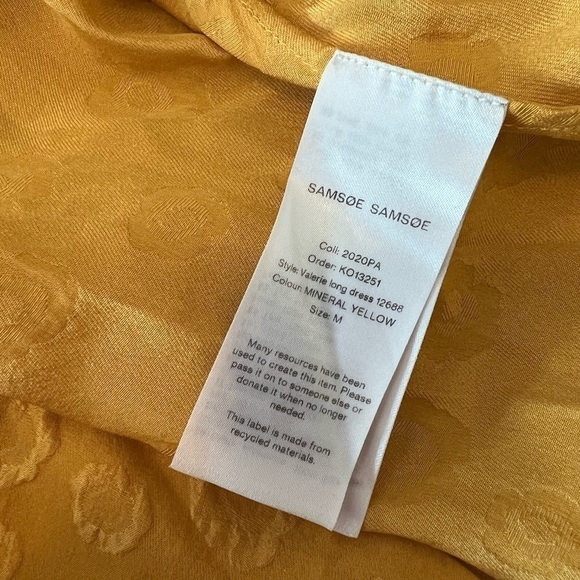 SAMSØE SAMSØE
Coll: 2020PA
Order: KO13251
Style: Valerie long dress 12688
Colour: MINERAL YELLOW
Size: M
Many resources have been
used to create this item. Please
pass it on to someone else or
donate it when no longer
needed.
This label is made from
recycled materials.